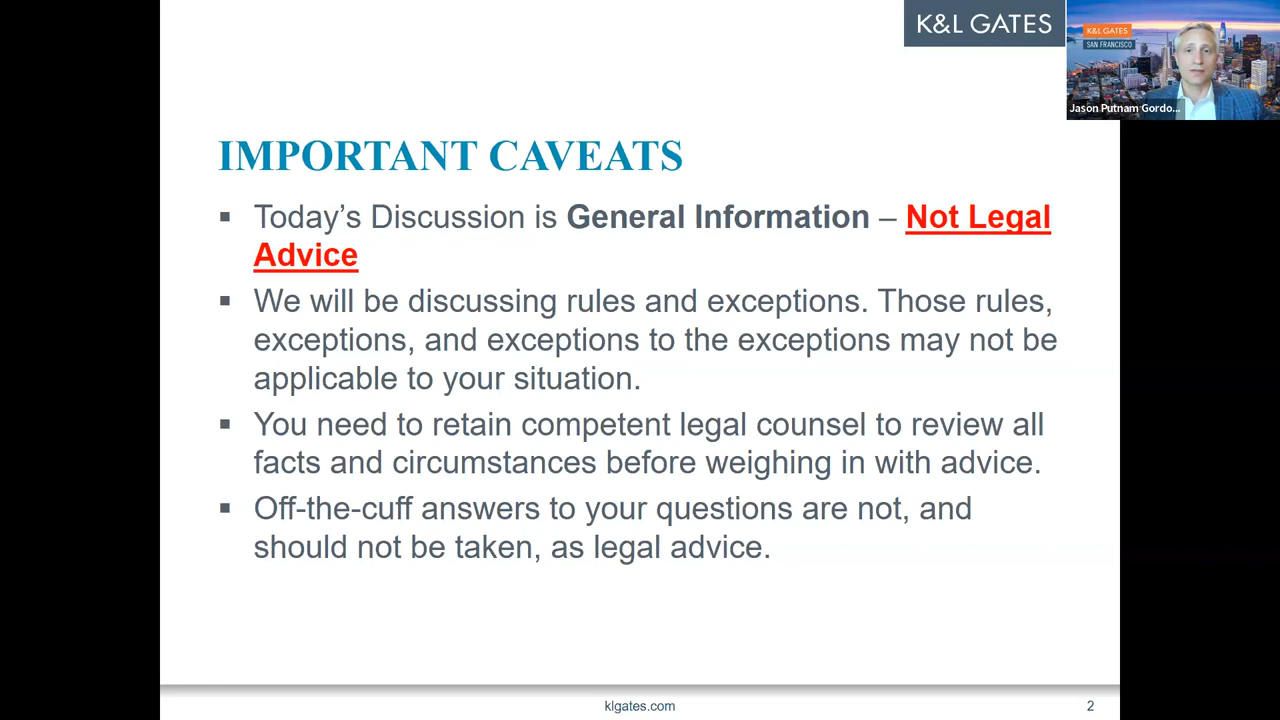 K&L GATES
K&L GATES
SAN FRANCISCO
Jason Putnam Gordo...
IMPORTANT CAVEATS
▪ Today’s Discussion is General Information – Not Legal
Advice
▪ We will be discussing rules and exceptions. Those rules,
exceptions, and exceptions to the exceptions may not be
applicable to your situation.
▪ You need to retain competent legal counsel to review all
facts and circumstances before weighing in with advice.
▪ Off-the-cuff answers to your questions are not, and
should not be taken, as legal advice.
klgates.com
2